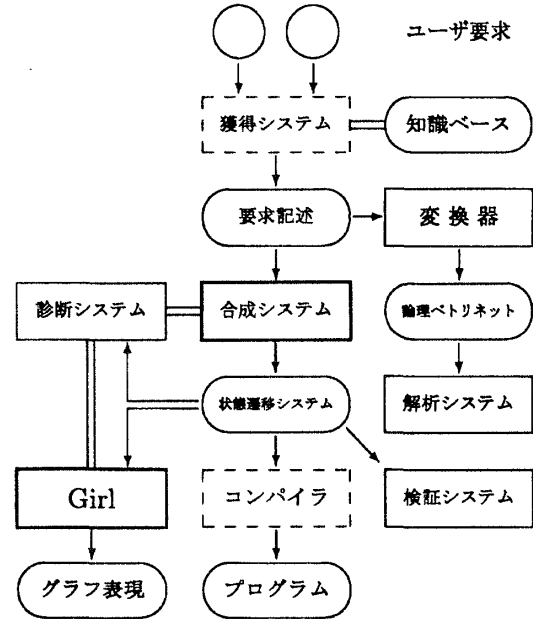 ユーザ要求
獲得システム
知識ベース
要求記述
変換器
診断システム
合成システム
論理ペトリネット
状態遷移システム
解析システム
Girl
コンパイラ
検証システム
グラフ表現
プログラム